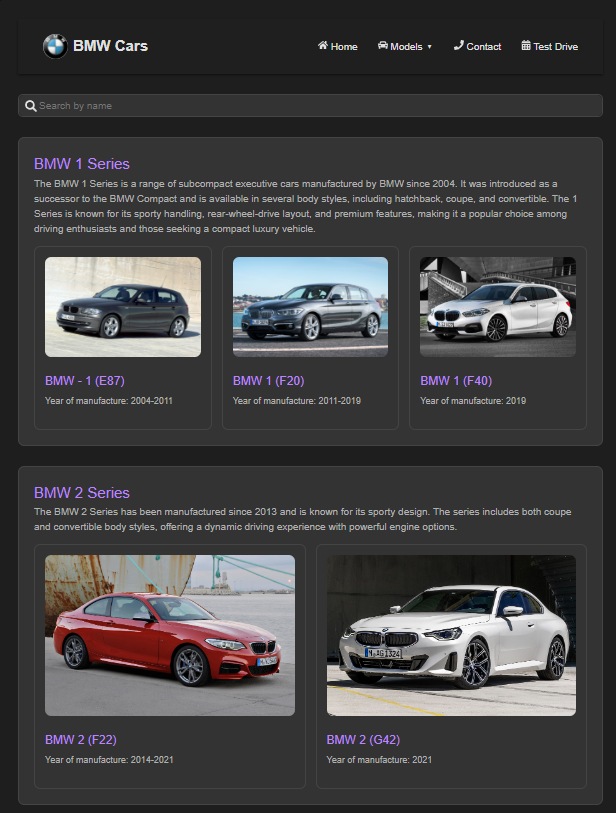 BMW Cars
Home
Models ▼
Contact
Test Drive
Search by name
BMW 1 Series
The BMW 1 Series is a range of subcompact executive cars manufactured by BMW since 2004. It was introduced as a
successor to the BMW Compact and is available in several body styles, including hatchback, coupe, and convertible. The 1
Series is known for its sporty handling, rear-wheel-drive layout, and premium features, making it a popular choice among
driving enthusiasts and those seeking a compact luxury vehicle.
BMW - 1 (E87)
Year of manufacture: 2004-2011
BMW 1 (F20)
Year of manufacture: 2011-2019
BMW 1 (F40)
Year of manufacture: 2019
BMW 2 Series
The BMW 2 Series has been manufactured since 2013 and is known for its sporty design. The series includes both coupe
and convertible body styles, offering a dynamic driving experience with powerful engine options.
BMW 2 (F22)
Year of manufacture: 2014-2021
BMW 2 (G42)
Year of manufacture: 2021